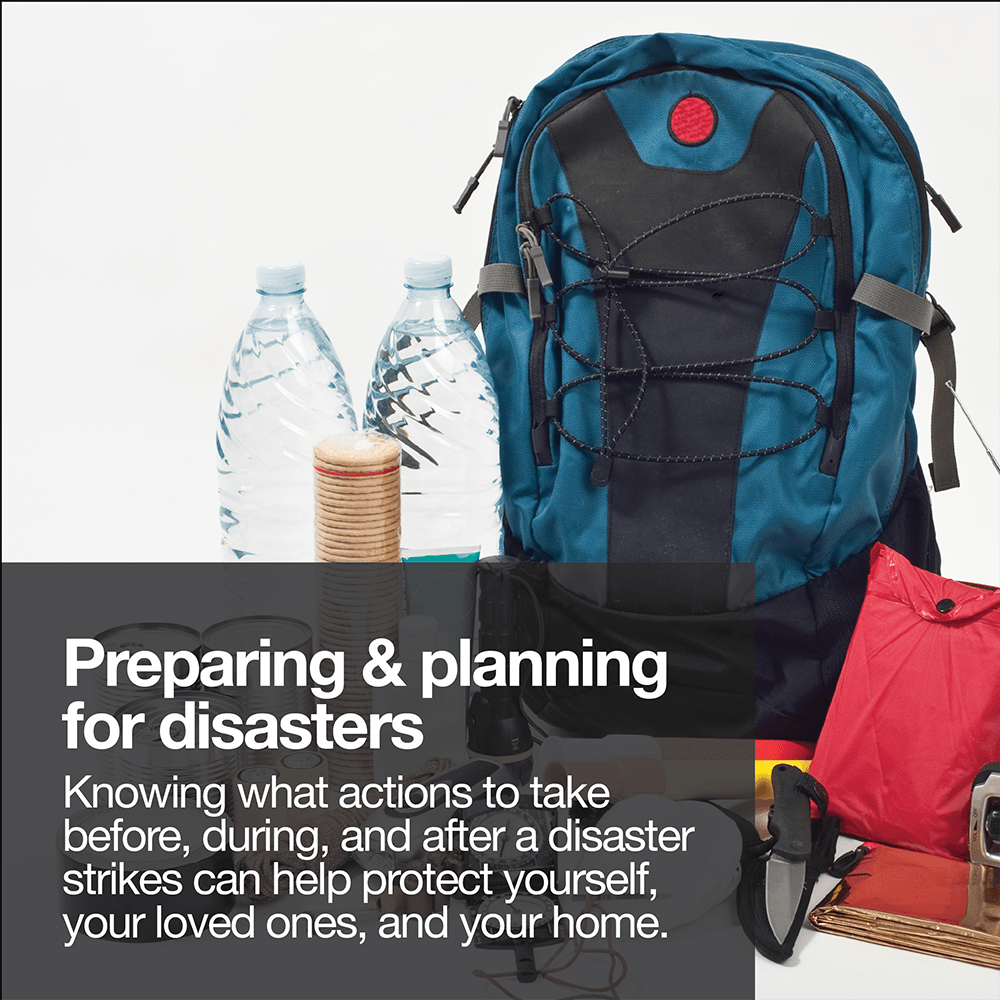 Preparing & planning
for disasters
Knowing what actions to take
before, during, and after a disaster
strikes can help protect yourself,
your loved ones, and your home.